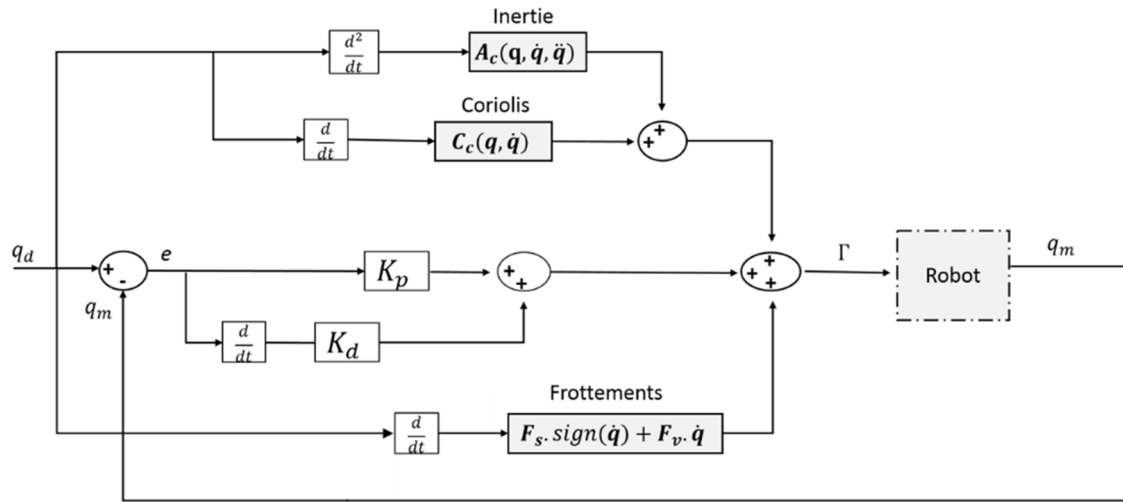 Inertie
d²/dt
A_c(q, q̇, q̈)
+
Coriolis
d/dt
C_c(q, q̇)
+
q_d
+
-
e
K_p
+
+
+
+
+
Γ
Robot
q_m
q_m
d/dt
K_d
Frottements
d/dt
F_s. sign(q̇) + F_v. q̇